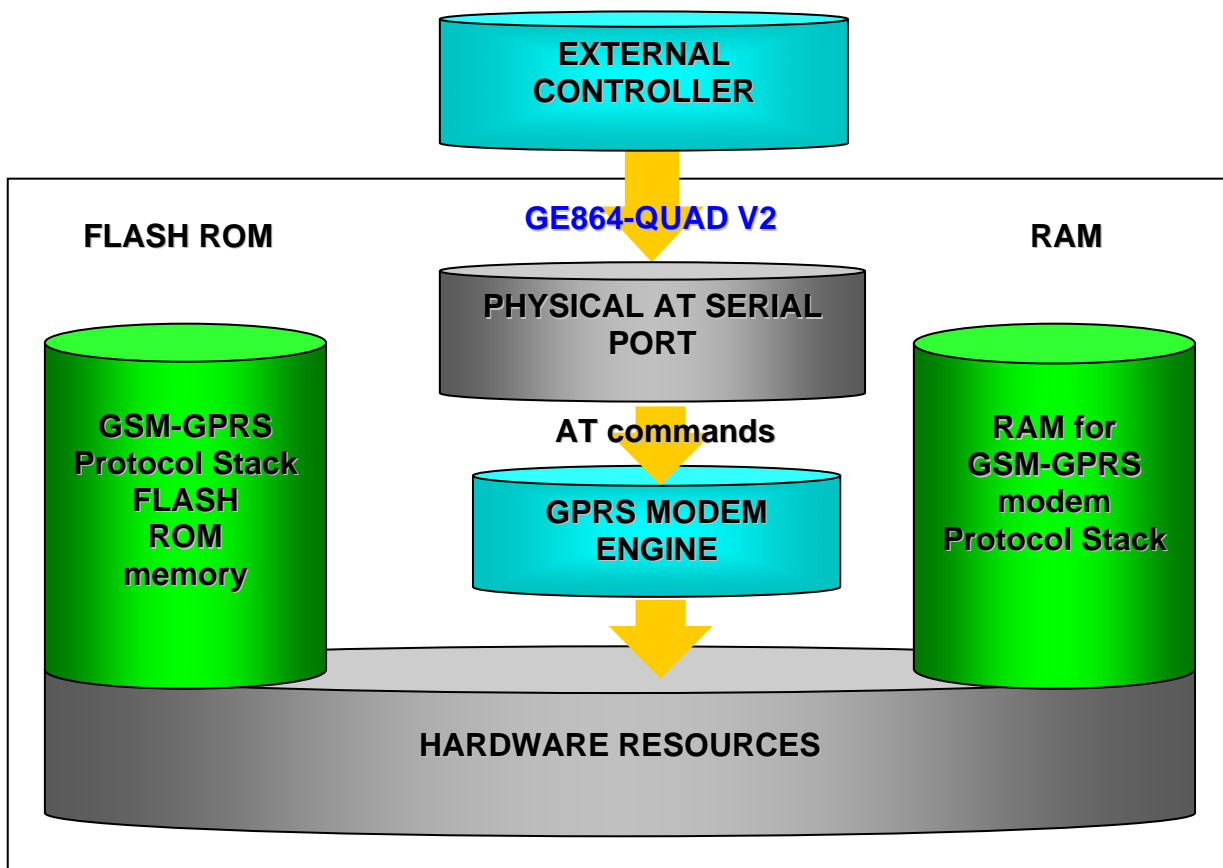 EXTERNAL
CONTROLLER
GE864-QUAD V2
FLASH ROM
RAM
PHYSICAL AT SERIAL
PORT
GSM-GPRS
Protocol Stack
FLASH
ROM
memory
AT commands
RAM for
GSM-GPRS
modem
Protocol Stack
GPRS MODEM
ENGINE
HARDWARE RESOURCES